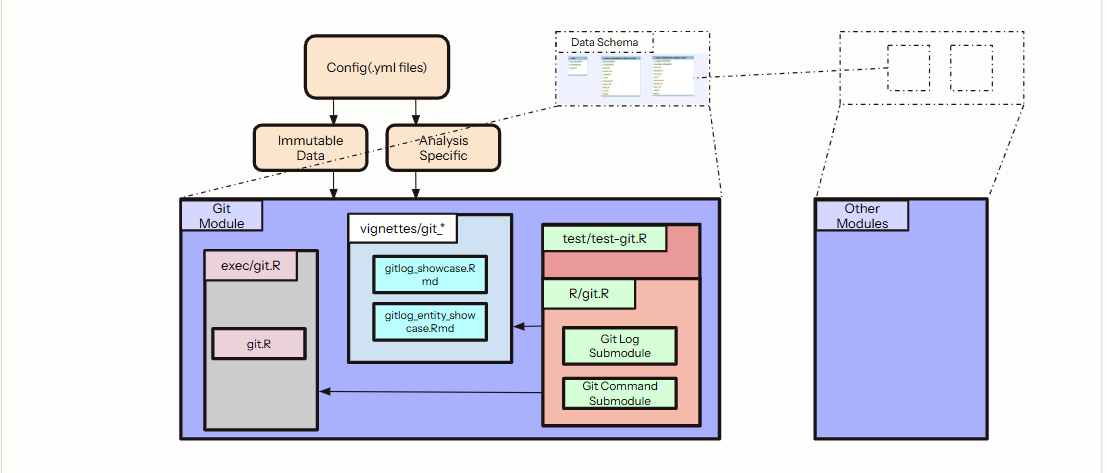 Config(.yml files)
Data Schema
Immutable
Data
Analysis
Specific
Git
Module
Other
Modules
vignettes/git_*
test/test-git.R
exec/git.R
gitlog_showcase.R
md
R/git.R
gitlog_entity_show
case.Rmd
git.R
Git Log
Submodule
Git Command
Submodule